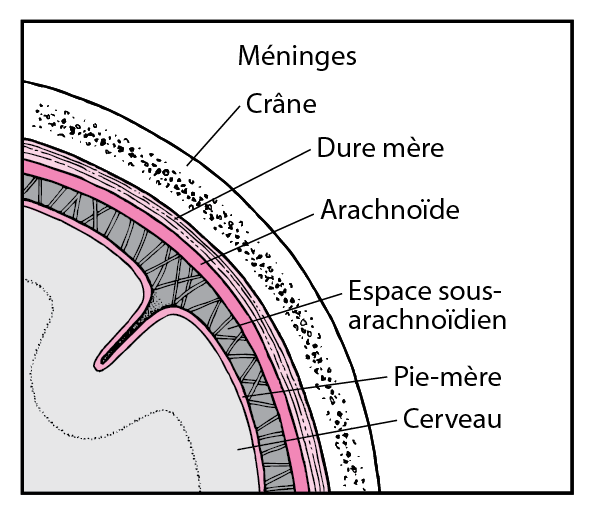 Méninges
Crâne
Dure mère
Arachnoïde
Espace sous-
arachnoïdien
Pie-mère
Cerveau